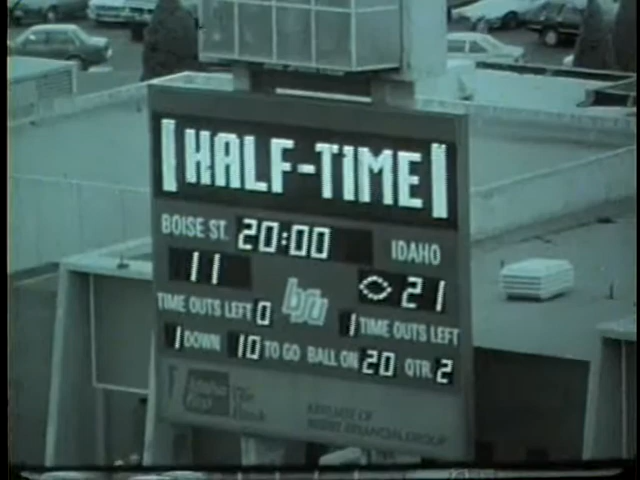 [HALF-TIME]
BOISE ST. 20:00 IDAHO
11 bsu 21
TIME OUTS LEFT 0 1 TIME OUTS LEFT
1 DOWN 10 TO GO BALL ON 20 QTR. 2